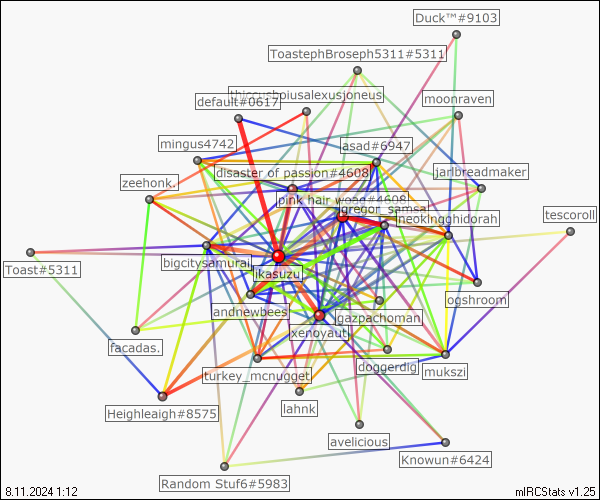 Duck™#9103
ToastephBroseph5311#5311
thiccusboiusalexusjoneus
default#0617
moonraven
mingus4742
asad#6947
disaster of passion#4608
jarlbreadmaker
zeehonk.
pink hair weed#4608
gregor_samsa
neokingghidorah
tescoroll
bigcitysamurai
Toast#5311
ikasuzu
ogshroom
andnewbees
gazpachoman
xenoyauti
facadas.
doggerdig
mukszi
turkey_mcnugget
lahnk
Heighleaigh#8575
avelicious
Knowun#6424
Random Stuf6#5983
8.11.2024 1:12
mIRCStats v1.25